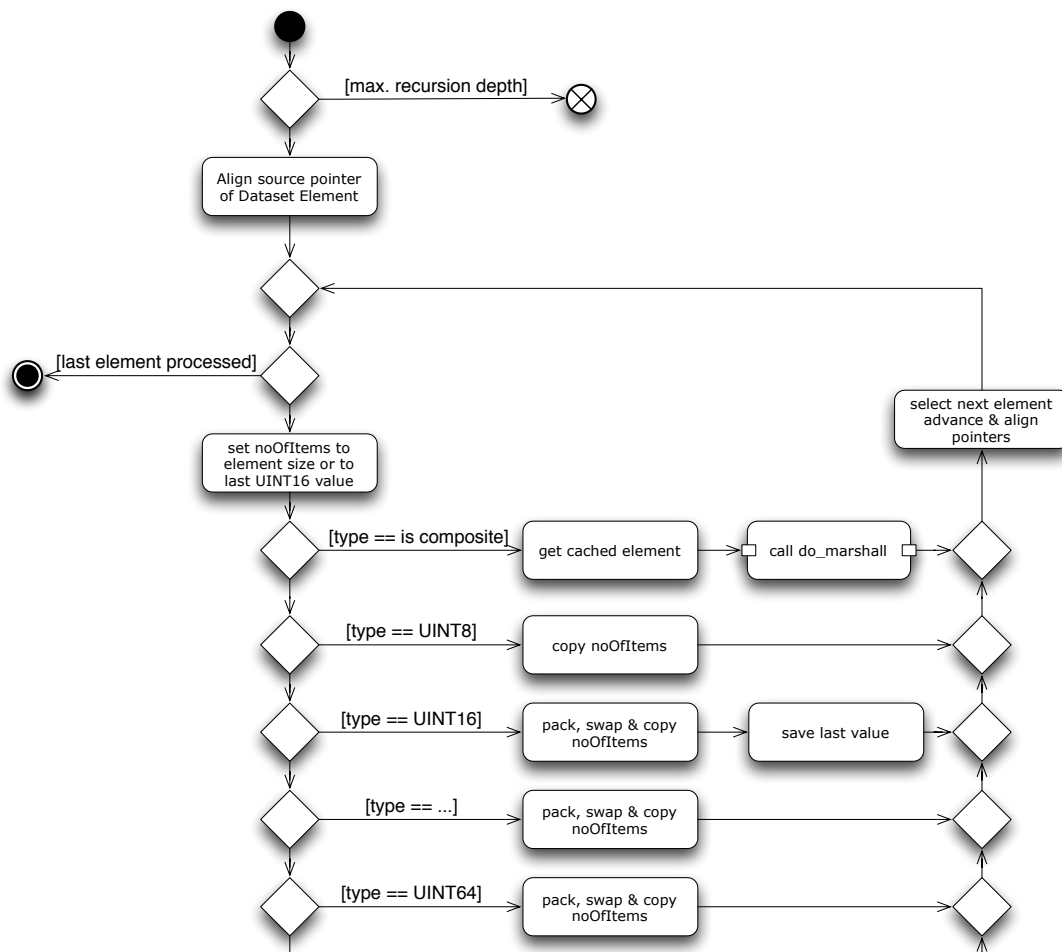 [max. recursion depth]
Align source pointer
of Dataset Element
[last element processed]
select next element
advance & align
pointers
set noOfItems to
element size or to
last UINT16 value
[type == is composite]
get cached element
call do_marshall
[type == UINT8]
copy noOfItems
[type == UINT16]
pack, swap & copy
noOfItems
save last value
[type == ...]
pack, swap & copy
noOfItems
[type == UINT64]
pack, swap & copy
noOfItems